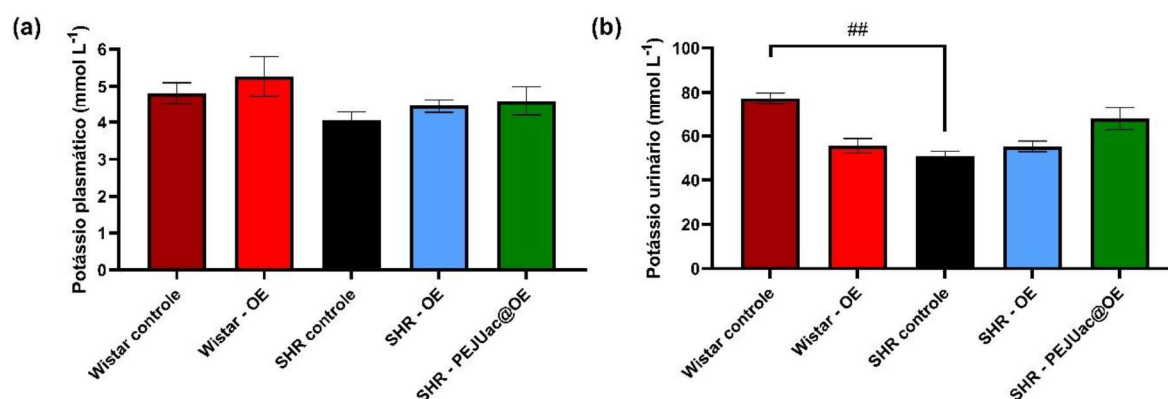 (a)
Potássio plasmático (mmol L⁻¹)
6
5
4
3
2
1
0
Wistar controle
Wistar - OE
SHR controle
SHR - OE
SHR - PEJUac@OE
(b)
Potássio urinário (mmol L⁻¹)
100
80
60
40
20
0
##
Wistar controle
Wistar - OE
SHR controle
SHR - OE
SHR - PEJUac@OE